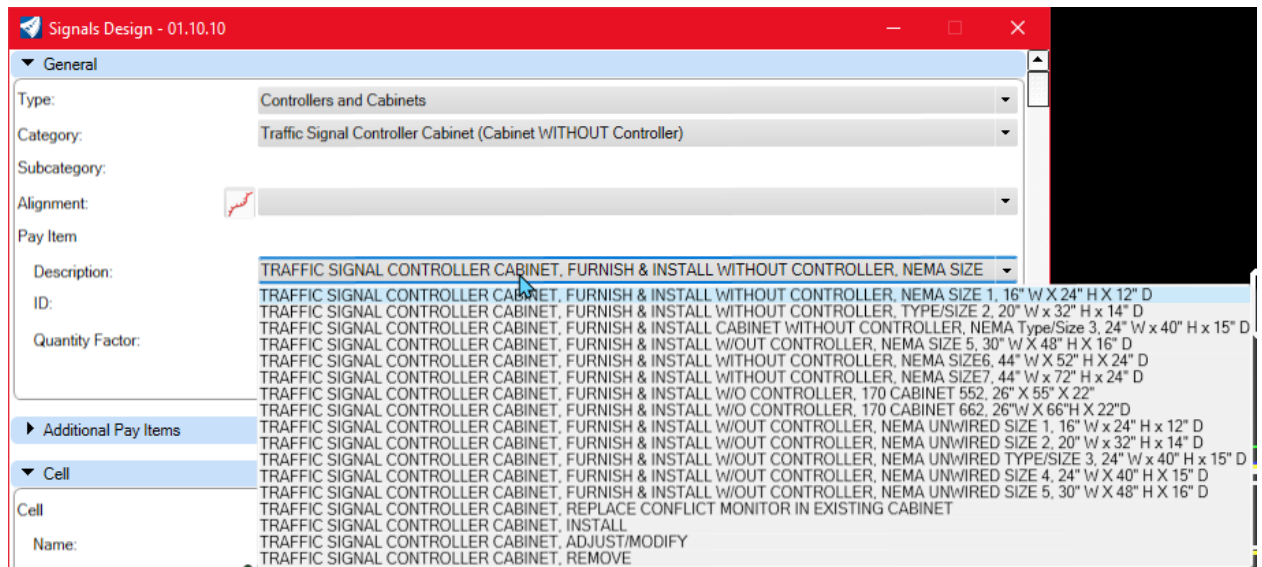 Signals Design - 01.10.10
General
Type: Controllers and Cabinets
Category: Traffic Signal Controller Cabinet (Cabinet WITHOUT Controller)
Subcategory:
Alignment:
Pay Item
Description: TRAFFIC SIGNAL CONTROLLER CABINET, FURNISH & INSTALL WITHOUT CONTROLLER, NEMA SIZE
ID:
Quantity Factor:
TRAFFIC SIGNAL CONTROLLER CABINET, FURNISH & INSTALL WITHOUT CONTROLLER, NEMA SIZE 1, 16" W X 24" H X 12" D
TRAFFIC SIGNAL CONTROLLER CABINET, FURNISH & INSTALL WITHOUT CONTROLLER, TYPE/SIZE 2, 20" W x 32" H x 14" D
TRAFFIC SIGNAL CONTROLLER CABINET, FURNISH & INSTALL CABINET WITHOUT CONTROLLER, NEMA Type/Size 3, 24" W x 40" H x 15" D
TRAFFIC SIGNAL CONTROLLER CABINET, FURNISH & INSTALL W/OUT CONTROLLER, NEMA SIZE 5, 30" W X 48" H X 16" D
TRAFFIC SIGNAL CONTROLLER CABINET, FURNISH & INSTALL WITHOUT CONTROLLER, NEMA SIZE6, 44" W X 52" H X 24" D
TRAFFIC SIGNAL CONTROLLER CABINET, FURNISH & INSTALL WITHOUT CONTROLLER, NEMA SIZE7, 44" W x 72" H x 24" D
TRAFFIC SIGNAL CONTROLLER CABINET, FURNISH & INSTALL W/O CONTROLLER, 170 CABINET 552, 26" X 55" X 22"
TRAFFIC SIGNAL CONTROLLER CABINET, FURNISH & INSTALL W/O CONTROLLER, 170 CABINET 662, 26"W X 66"H X 22"D
TRAFFIC SIGNAL CONTROLLER CABINET, FURNISH & INSTALL W/OUT CONTROLLER, NEMA UNWIRED SIZE 1, 16" W x 24" H x 12" D
TRAFFIC SIGNAL CONTROLLER CABINET, FURNISH & INSTALL W/OUT CONTROLLER, NEMA UNWIRED SIZE 2, 20" W x 32" H x 14" D
TRAFFIC SIGNAL CONTROLLER CABINET, FURNISH & INSTALL W/OUT CONTROLLER, NEMA UNWIRED TYPE/SIZE 3, 24" W x 40" H x 15" D
TRAFFIC SIGNAL CONTROLLER CABINET, FURNISH & INSTALL W/OUT CONTROLLER, NEMA UNWIRED SIZE 4, 24" W X 40" H X 15" D
TRAFFIC SIGNAL CONTROLLER CABINET, FURNISH & INSTALL W/OUT CONTROLLER, NEMA UNWIRED SIZE 5, 30" W X 48" H X 16" D
TRAFFIC SIGNAL CONTROLLER CABINET, REPLACE CONFLICT MONITOR IN EXISTING CABINET
TRAFFIC SIGNAL CONTROLLER CABINET, INSTALL
TRAFFIC SIGNAL CONTROLLER CABINET, ADJUST/MODIFY
TRAFFIC SIGNAL CONTROLLER CABINET, REMOVE
Additional Pay Items
Cell
Cell
Name: